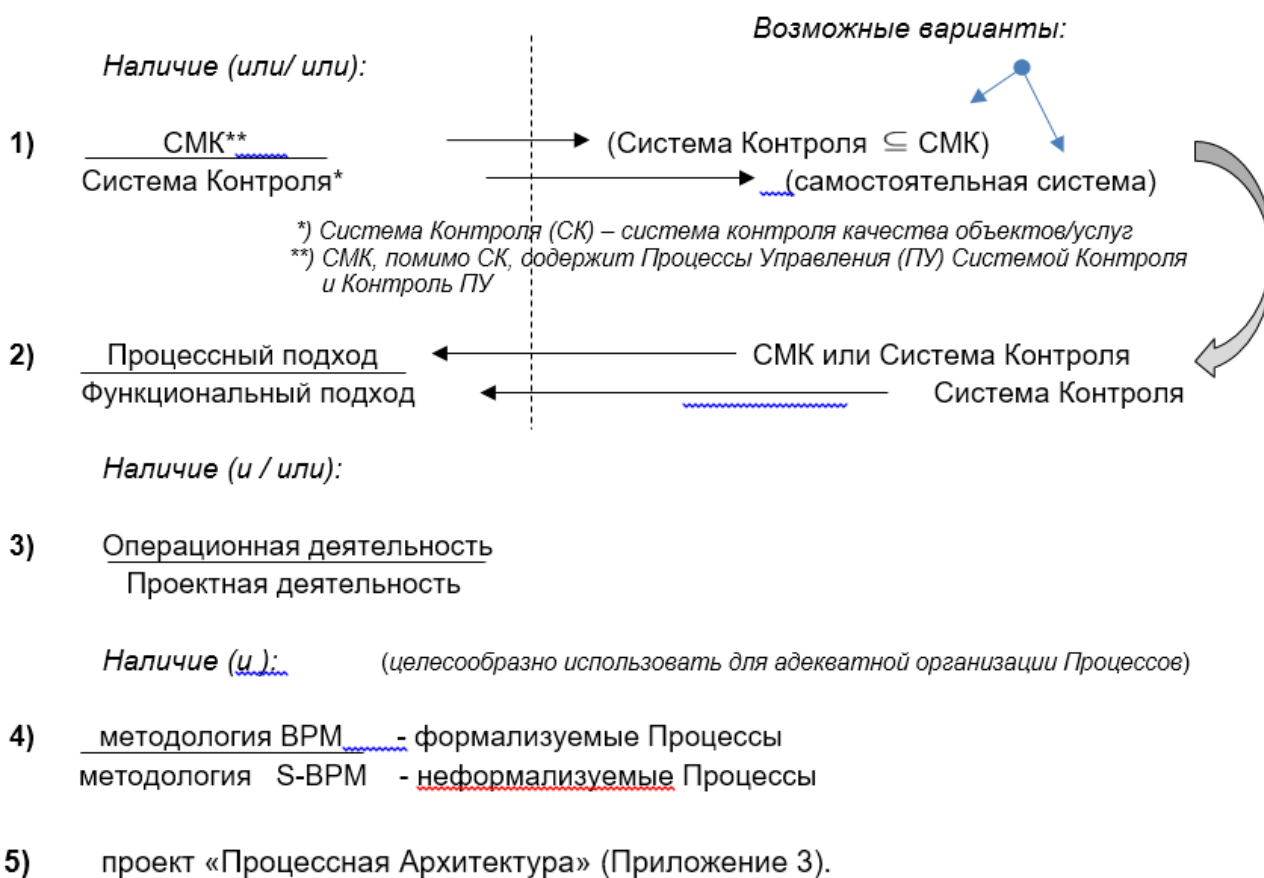 Возможные варианты:
Наличие (или/ или):
1) СМК** (Система Контроля ⊆ СМК)
Система Контроля* (самостоятельная система)
*) Система Контроля (СК) – система контроля качества объектов/услуг
**) СМК, помимо СК, содержит Процессы Управления (ПУ) Системой Контроля
и Контроль ПУ
2) Процессный подход СМК или Система Контроля
Функциональный подход Система Контроля
Наличие (и / или):
3) Операционная деятельность
Проектная деятельность
Наличие (и ): (целесообразно использовать для адекватной организации Процессов)
4) методология BPM - формализуемые Процессы
методология S-BPM - неформализуемые Процессы
5) проект «Процессная Архитектура» (Приложение 3).